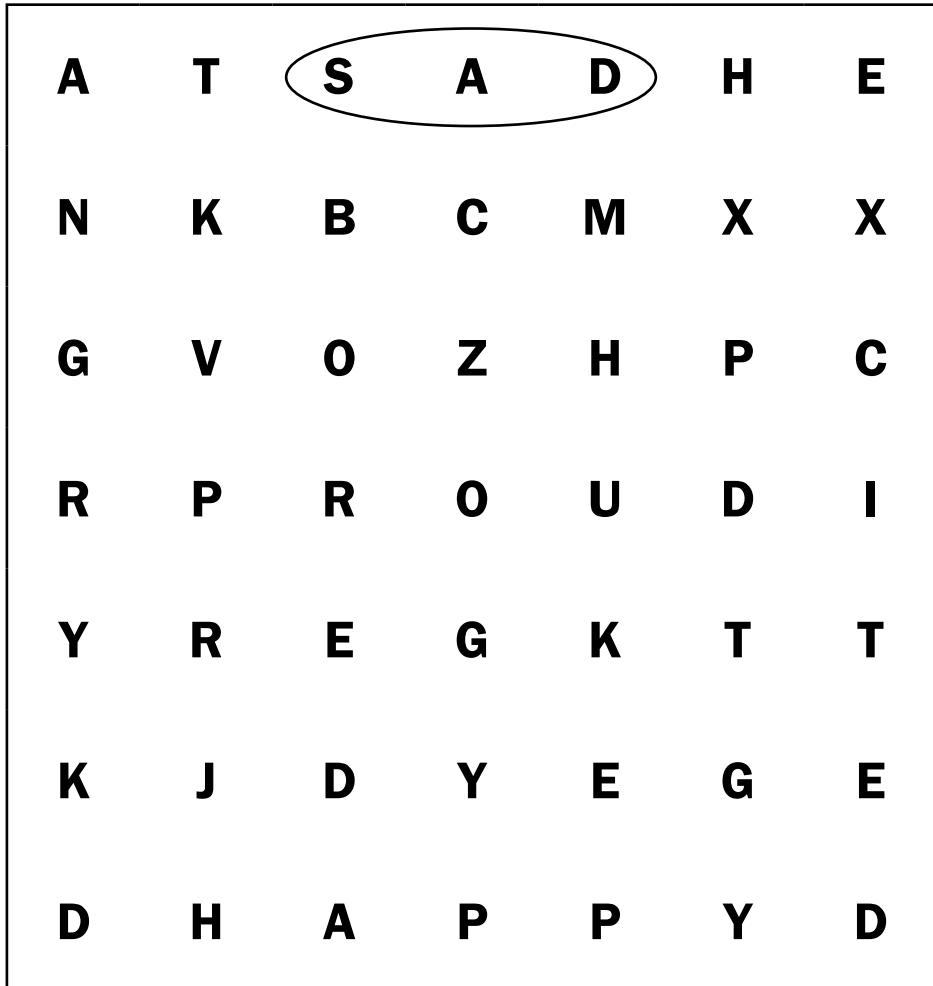 A T S A D H E
N K B C M X X
G V O Z H P C
R P R O U D I
Y R E G K T T
K J D Y E G E
D H A P P Y D